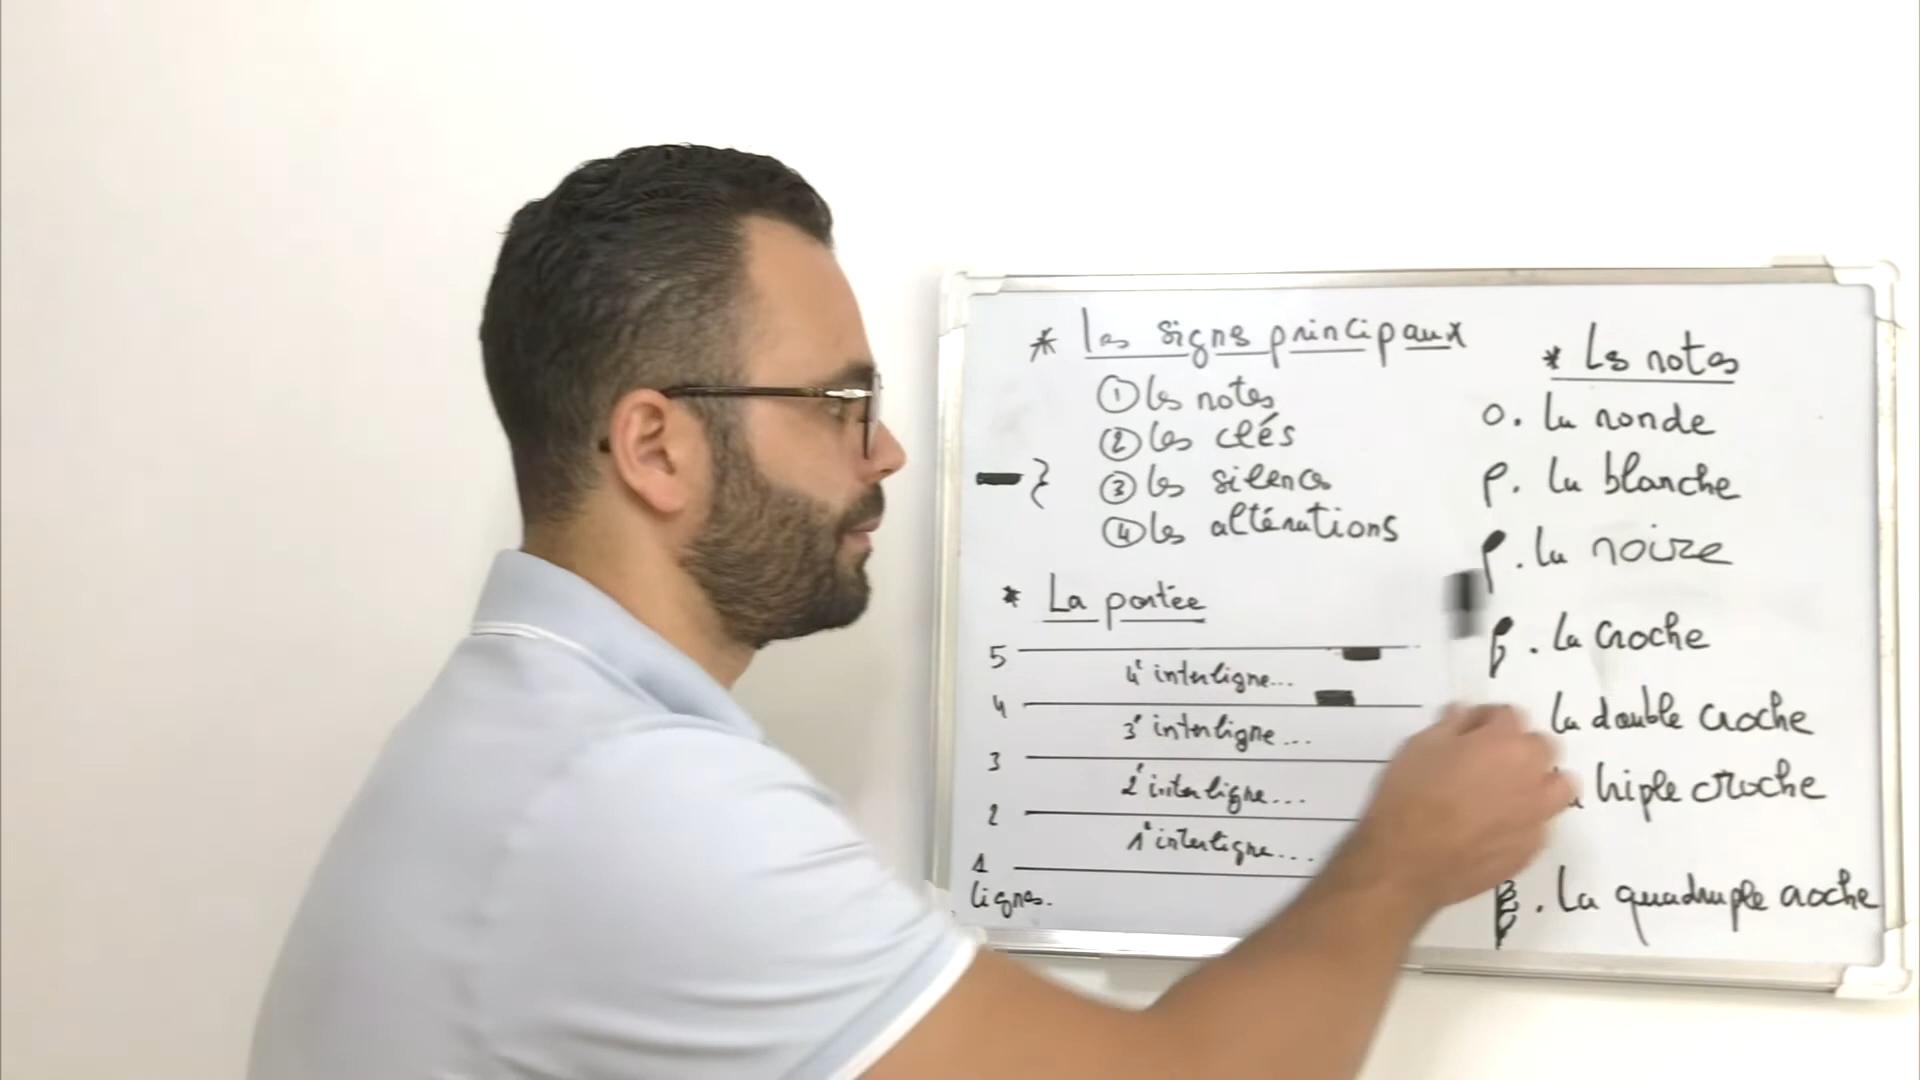 * Les signes principaux
① les notes
② les clés
③ les silences
④ les altérations
* La portée
5
4e interligne...
4
3e interligne...
3
2e interligne...
2
1e interligne...
1
lignes.
* Les notes
. la ronde
. la blanche
. la noire
. la croche
la double croche
triple croche
. La quadruple croche